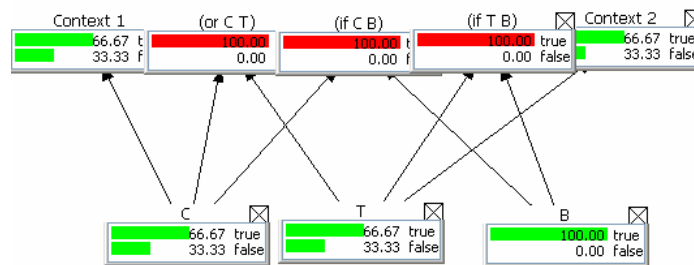 Context 1 (or C T) (if C B) (if T B) Context 2
66.67 t 100.00 100.00 t 100.00 true 66.67 true
33.33 f 0.00 0.00 f 0.00 false 33.33 false
C T B
66.67 true 66.67 true 100.00 true
33.33 false 33.33 false 0.00 false